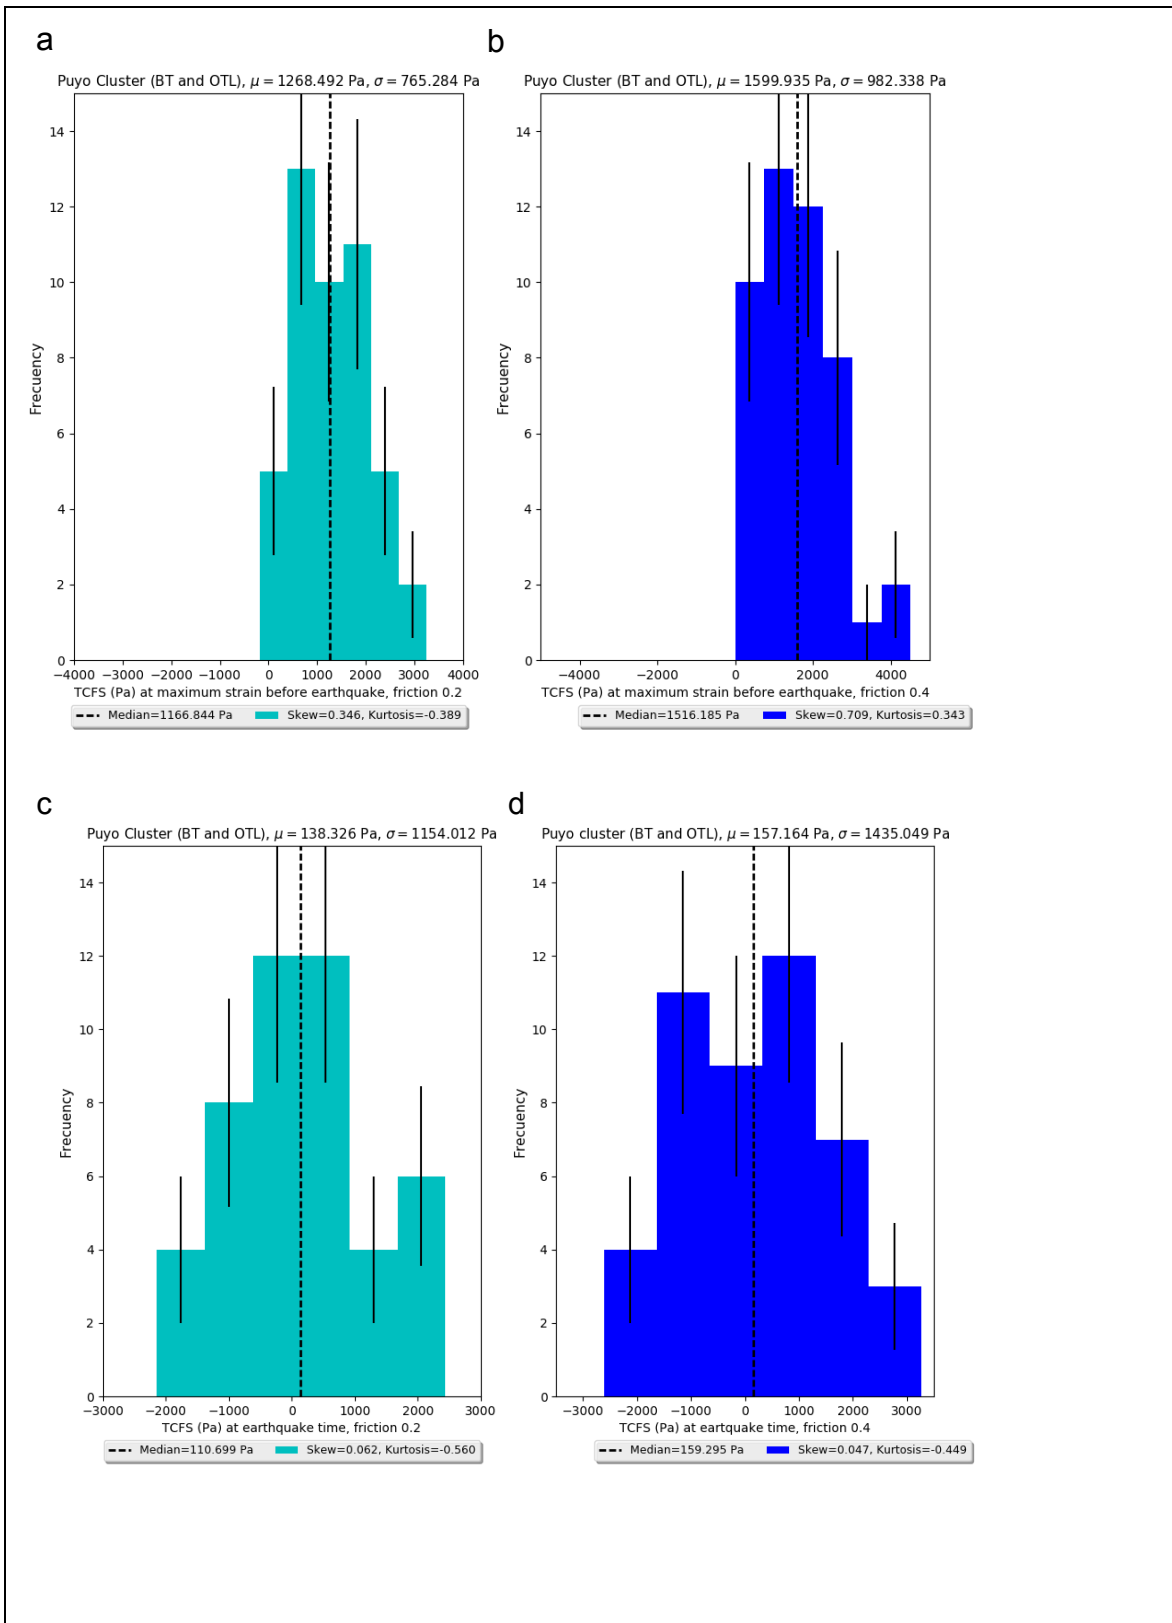 a
Puyo Cluster (BT and OTL), μ = 1268.492 Pa, σ = 765.284 Pa
14
12
10
8
6
4
2
0
Frecuency
−4000 −3000 −2000 −1000 0 1000 2000 3000 4000
TCFS (Pa) at maximum strain before earthquake, friction 0.2
Median=1166.844 Pa Skew=0.346, Kurtosis=-0.389
b
Puyo Cluster (BT and OTL), μ = 1599.935 Pa, σ = 982.338 Pa
14
12
10
8
6
4
2
0
Frecuency
−4000 −2000 0 2000 4000
TCFS (Pa) at maximum strain before earthquake, friction 0.4
Median=1516.185 Pa Skew=0.709, Kurtosis=0.343
c
Puyo Cluster (BT and OTL), μ = 138.326 Pa, σ = 1154.012 Pa
14
12
10
8
6
4
2
0
Frecuency
−3000 −2000 −1000 0 1000 2000 3000
TCFS (Pa) at earthquake time, friction 0.2
Median=110.699 Pa Skew=0.062, Kurtosis=-0.560
d
Puyo cluster (BT and OTL), μ = 157.164 Pa, σ = 1435.049 Pa
14
12
10
8
6
4
2
0
Frecuency
−3000 −2000 −1000 0 1000 2000 3000
TCFS (Pa) at earthquake time, friction 0.4
Median=159.295 Pa Skew=0.047, Kurtosis=-0.449